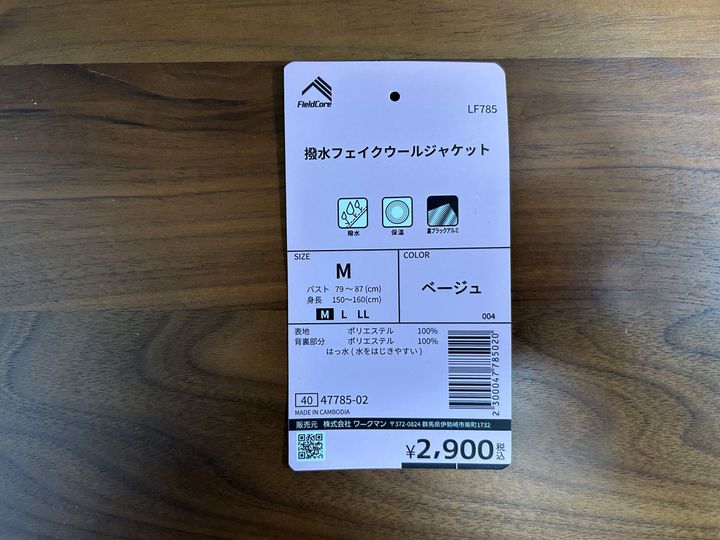 FieldCore
LF785
撥水フェイクウールジャケット
撥水
保温
裏ブラックアルミ
SIZE
M
バスト 79〜87(cm)
身長 150〜160(cm)
M L LL
COLOR
ベージュ
004
表地 ポリエステル 100%
背裏部分 ポリエステル 100%
はっ水(水をはじきやすい)
2300047785020
40 47785-02
MADE IN CAMBODIA
販売元 株式会社 ワークマン 〒372-0824 群馬県伊勢崎市柴町1732
¥2,900税込